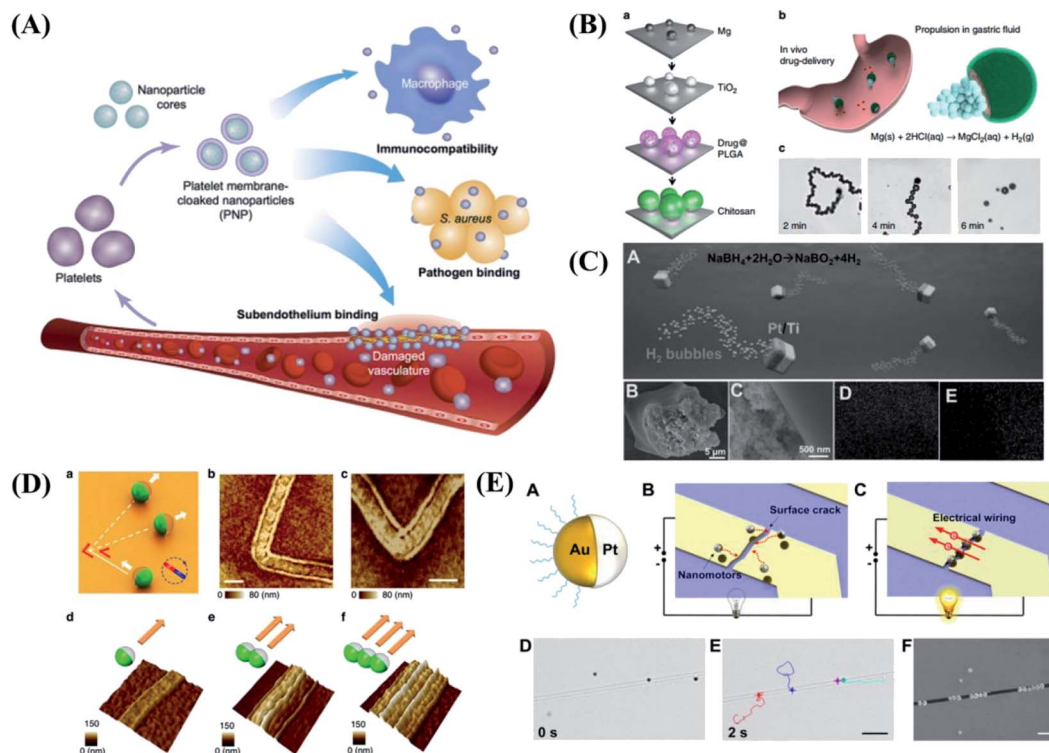 (A)
Nanoparticle
cores
Platelet membrane-
cloaked nanoparticles
(PNP)
Platelets
Macrophage
Immunocompatibility
S. aureus
Pathogen binding
Subendothelium binding
Damaged
vasculature
(B)
a
Mg
TiO2
Drug@
PLGA
Chitosan
b
In vivo
drug-delivery
Propulsion in gastric fluid
Mg(s) + 2HCl(aq) → MgCl2(aq) + H2(g)
c
2 min
4 min
6 min
(C)
A
NaBH4+2H2O→NaBO2+4H2
Pt/Ti
H2 bubbles
B
5 µm
C
500 nm
D
E
(D)
a
b
0 80 (nm)
c
0 80 (nm)
d
150
0 (nm)
e
150
0 (nm)
f
150
0 (nm)
(E)
A
Au Pt
B
Surface crack
Nanomotors
+
-
C
Electrical wiring
+
-
D
0 s
E
2 s
F